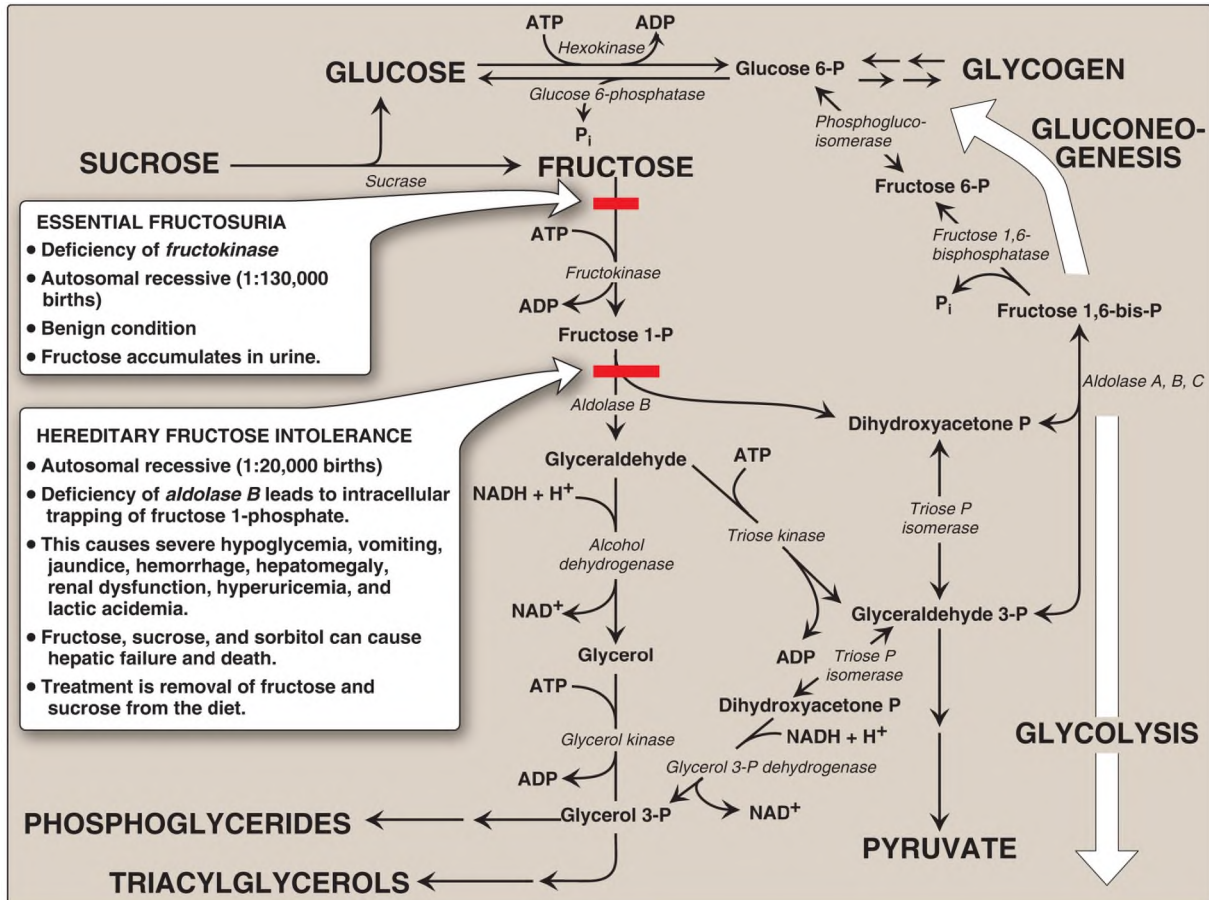 ATP
ADP
Hexokinase
GLUCOSE
Glucose 6-P
GLYCOGEN
Glucose 6-phosphatase
Pi
Phosphogluco-
isomerase
GLUCONEO-
GENESIS
SUCROSE
Sucrase
FRUCTOSE
Fructose 6-P
ESSENTIAL FRUCTOSURIA
• Deficiency of fructokinase
• Autosomal recessive (1:130,000
births)
• Benign condition
• Fructose accumulates in urine.
ATP
Fructokinase
ADP
Fructose 1-P
Fructose 1,6-
bisphosphatase
Pi
Fructose 1,6-bis-P
Aldolase A, B, C
HEREDITARY FRUCTOSE INTOLERANCE
• Autosomal recessive (1:20,000 births)
• Deficiency of aldolase B leads to intracellular
trapping of fructose 1-phosphate.
• This causes severe hypoglycemia, vomiting,
jaundice, hemorrhage, hepatomegaly,
renal dysfunction, hyperuricemia, and
lactic acidemia.
• Fructose, sucrose, and sorbitol can cause
hepatic failure and death.
• Treatment is removal of fructose and
sucrose from the diet.
Aldolase B
Dihydroxyacetone P
Glyceraldehyde
ATP
NADH + H+
Triose kinase
Triose P
isomerase
Alcohol
dehydrogenase
NAD+
Glyceraldehyde 3-P
ADP
Triose P
isomerase
Glycerol
ATP
Dihydroxyacetone P
NADH + H+
GLYCOLYSIS
Glycerol kinase
Glycerol 3-P dehydrogenase
ADP
NAD+
Glycerol 3-P
PHOSPHOGLYCERIDES
PYRUVATE
TRIACYLGLYCEROLS